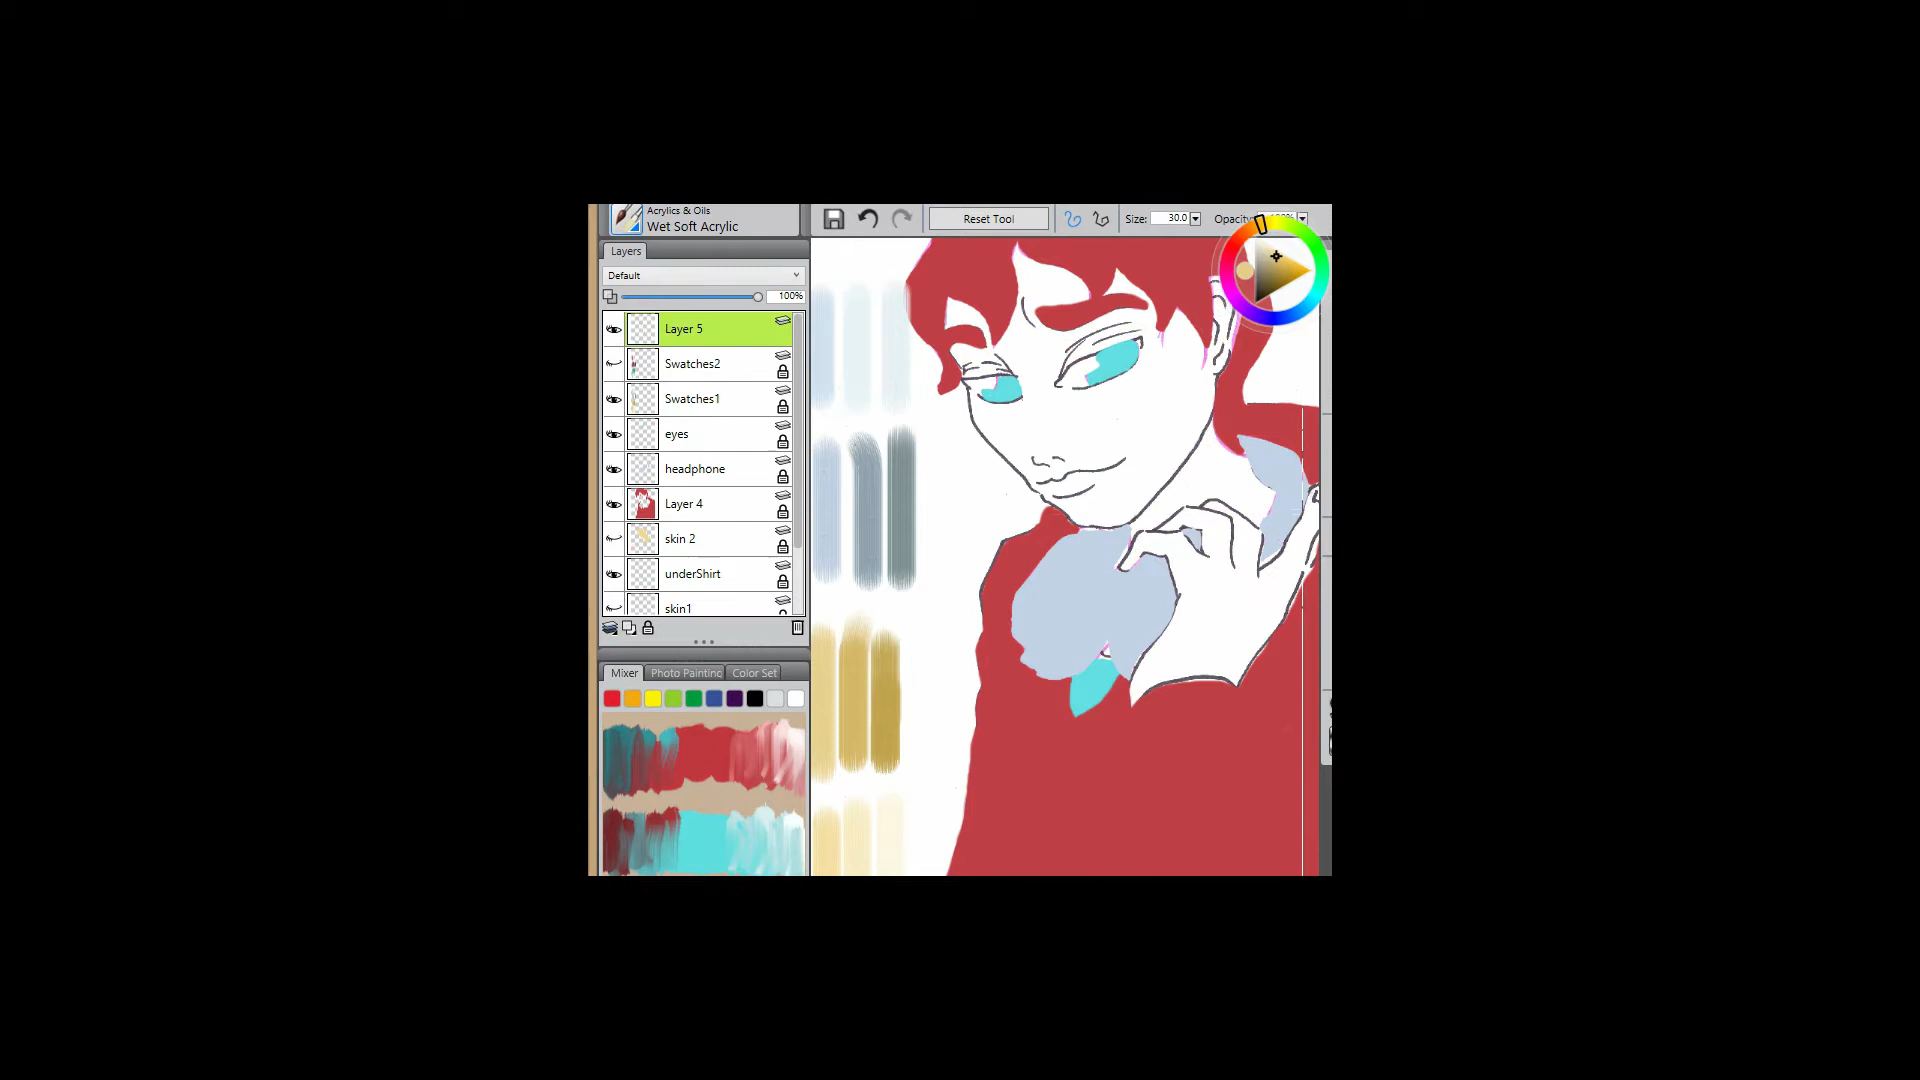 Acrylics & Oils
Wet Soft Acrylic
Reset Tool
Size: 30.0
Opacity
Layers
Default
100%
Layer 5
Swatches2
Swatches1
eyes
headphone
Layer 4
skin 2
underShirt
skin1
Mixer
Photo Painting
Color Set